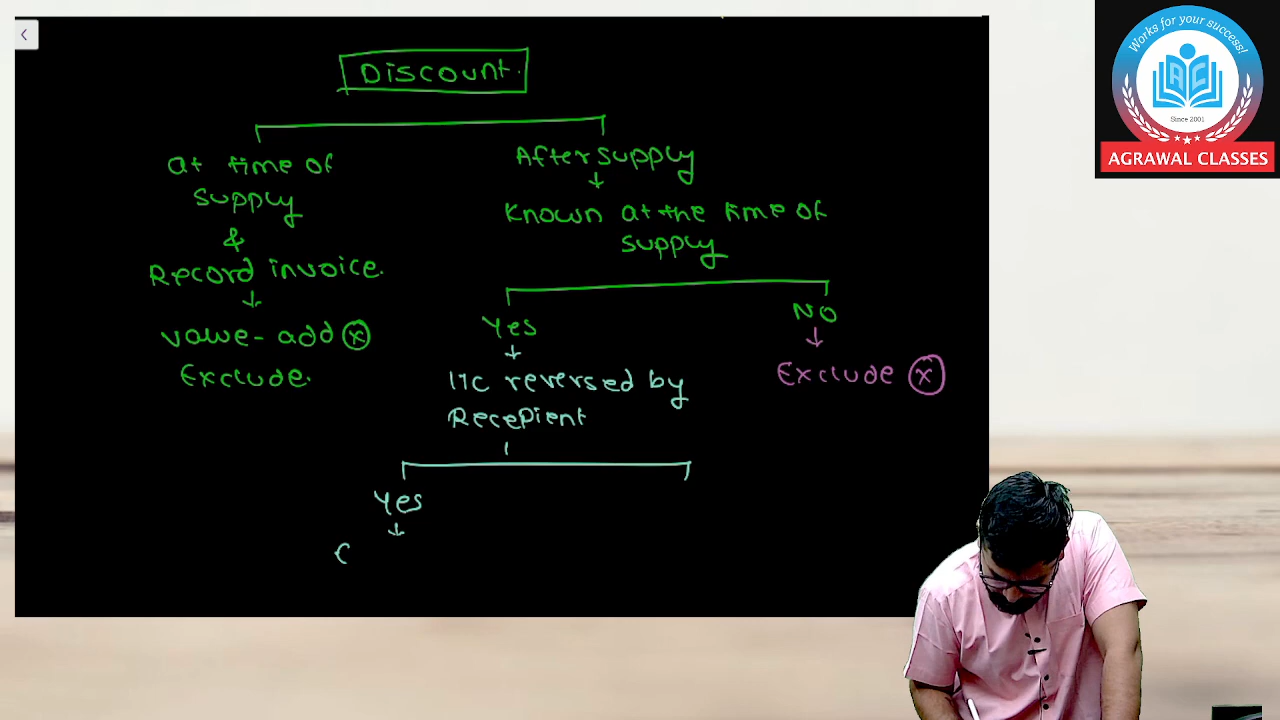 Discount.
at time of
supply
&
Record invoice.
value - add (x)
Exclude.
After supply
Known at the time of
supply
Yes
NO
ITC reversed by
Recepient
Exclude (x)
Yes
C
Works for your success!
AC
Since 2001
AGRAWAL CLASSES